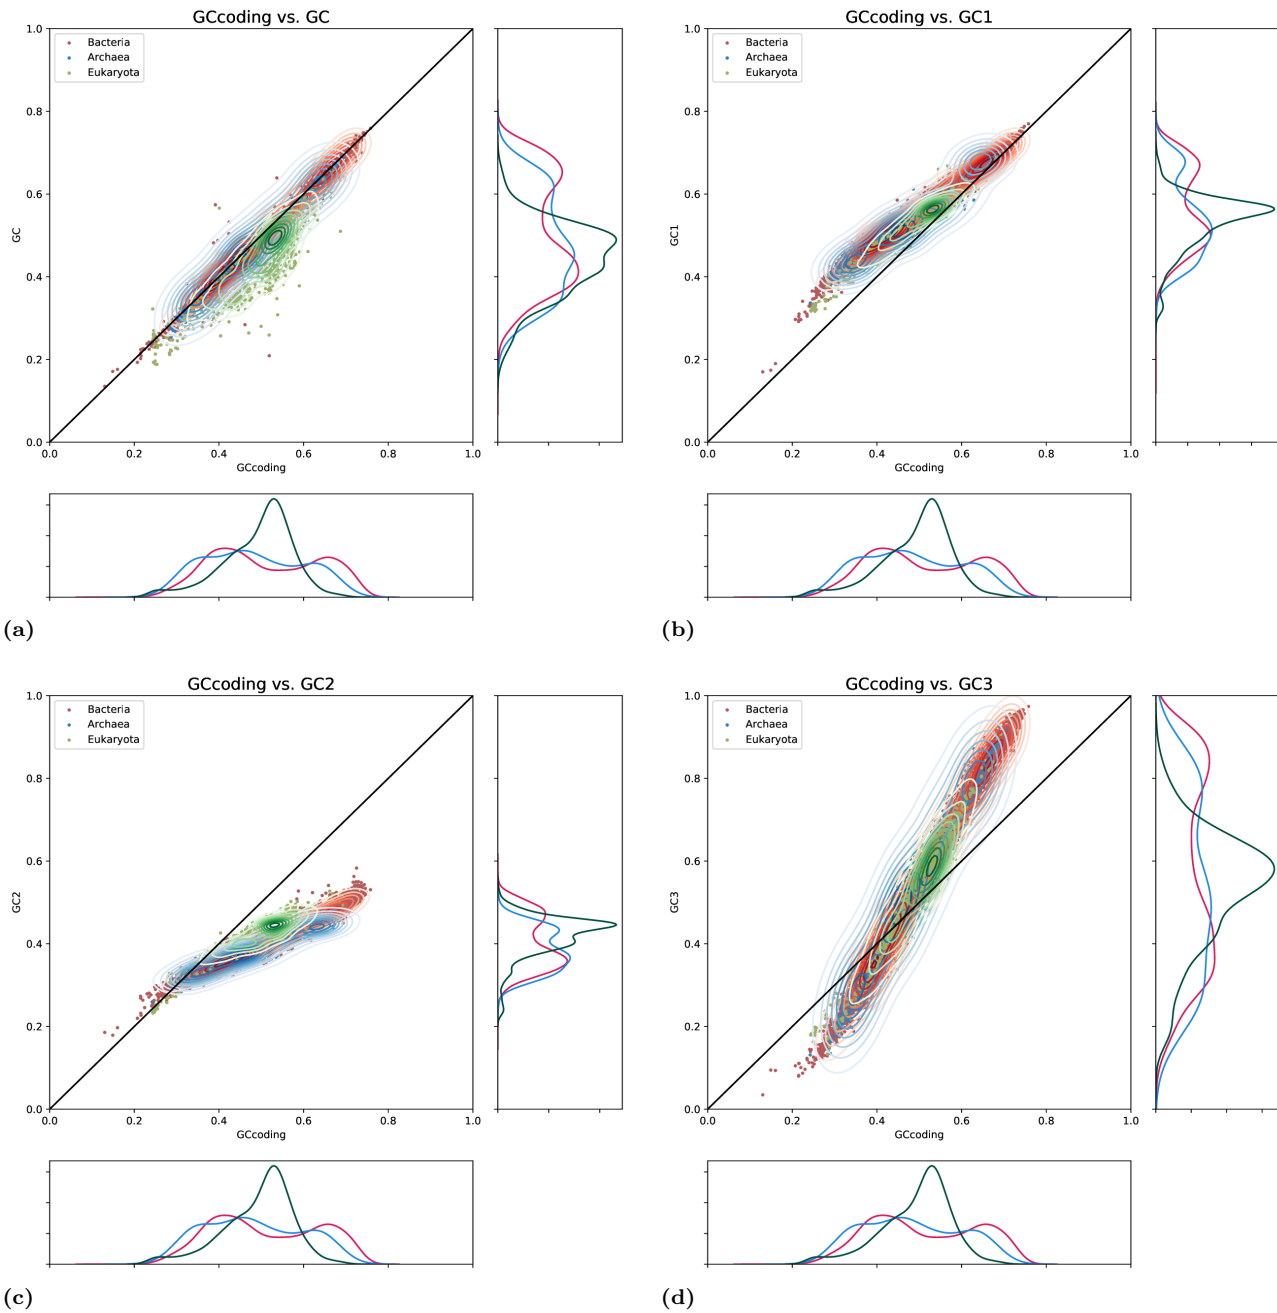 GCcoding vs. GC
1.0
Bacteria
Archaea
Eukaryota
0.8
0.6
GC
0.4
0.2
0.0
0.0 0.2 0.4 0.6 0.8 1.0
GCcoding
(a)
GCcoding vs. GC1
1.0
Bacteria
Archaea
Eukaryota
0.8
0.6
GC1
0.4
0.2
0.0
0.0 0.2 0.4 0.6 0.8 1.0
GCcoding
(b)
GCcoding vs. GC2
1.0
Bacteria
Archaea
Eukaryota
0.8
0.6
GC2
0.4
0.2
0.0
0.0 0.2 0.4 0.6 0.8 1.0
GCcoding
(c)
GCcoding vs. GC3
1.0
Bacteria
Archaea
Eukaryota
0.8
0.6
GC3
0.4
0.2
0.0
0.0 0.2 0.4 0.6 0.8 1.0
GCcoding
(d)